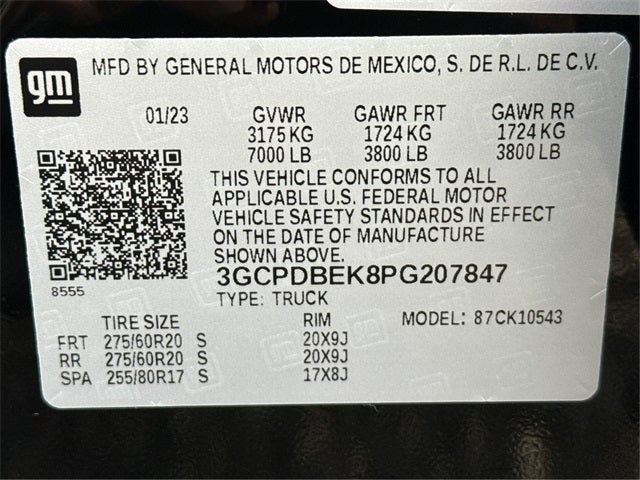 gm
MFD BY GENERAL MOTORS DE MEXICO, S. DE R.L. DE C.V.
01/23 GVWR GAWR FRT GAWR RR
3175 KG 1724 KG 1724 KG
7000 LB 3800 LB 3800 LB
THIS VEHICLE CONFORMS TO ALL
APPLICABLE U.S. FEDERAL MOTOR
VEHICLE SAFETY STANDARDS IN EFFECT
ON THE DATE OF MANUFACTURE
SHOWN ABOVE.
8555
3GCPDBEK8PG207847
TYPE: TRUCK
TIRE SIZE RIM MODEL: 87CK10543
FRT 275/60R20 S 20X9J
RR 275/60R20 S 20X9J
SPA 255/80R17 S 17X8J